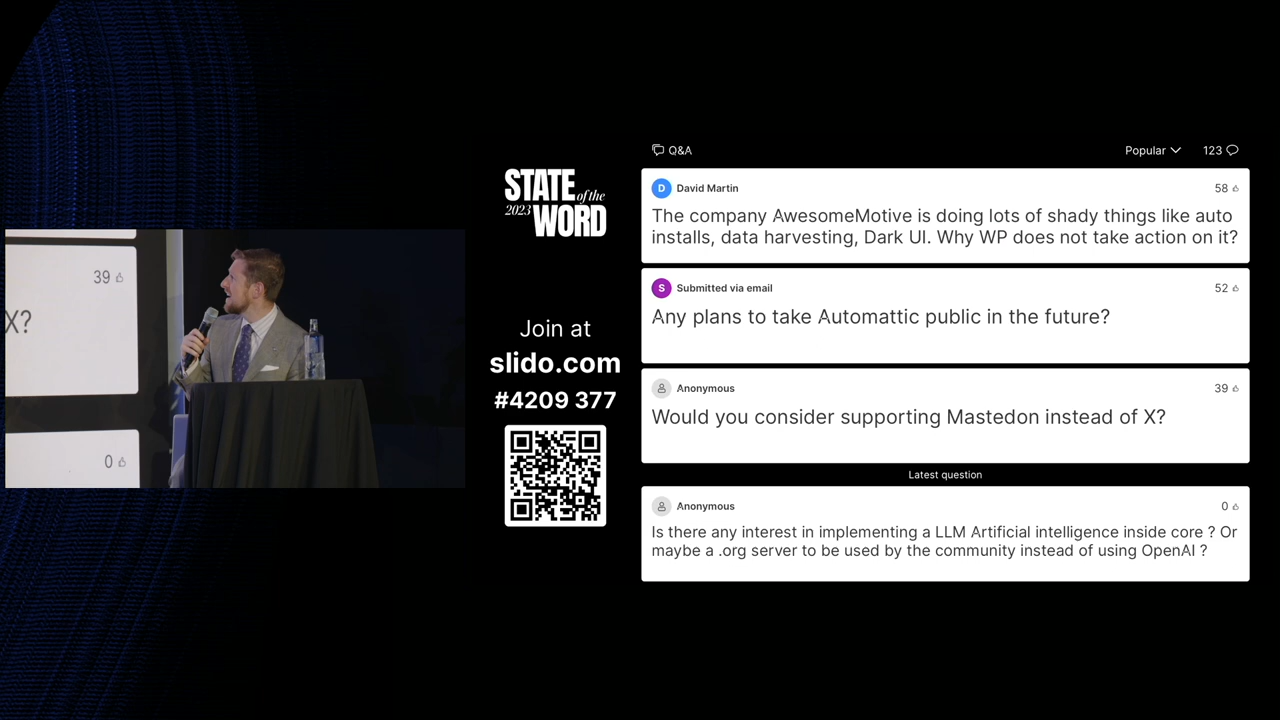 39
X?
0
STATE of the
2023 WORD
Join at
slido.com
#4209 377
Q&A
Popular
123
D
David Martin
58
The company AwesomeMotive is doing lots of shady things like auto
installs, data harvesting, Dark UI. Why WP does not take action on it?
S
Submitted via email
52
Any plans to take Automattic public in the future?
Anonymous
39
Would you consider supporting Mastedon instead of X?
Latest question
Anonymous
0
Is there any interest in implementing a LLM Artificial intelligence inside core ? Or
maybe a .org server to be used by the community instead of using OpenAI ?